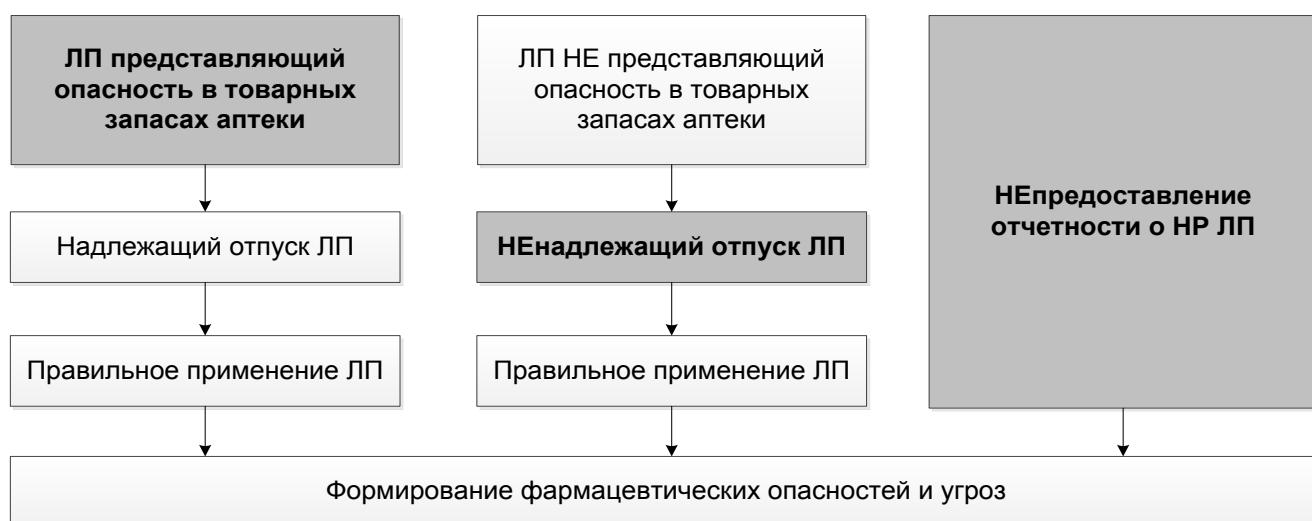 ЛП представляющий
опасность в товарных
запасах аптеки
Надлежащий отпуск ЛП
Правильное применение ЛП
ЛП НЕ представляющий
опасность в товарных
запасах аптеки
НЕнадлежащий отпуск ЛП
Правильное применение ЛП
НЕпредоставление
отчетности о НР ЛП
Формирование фармацевтических опасностей и угроз